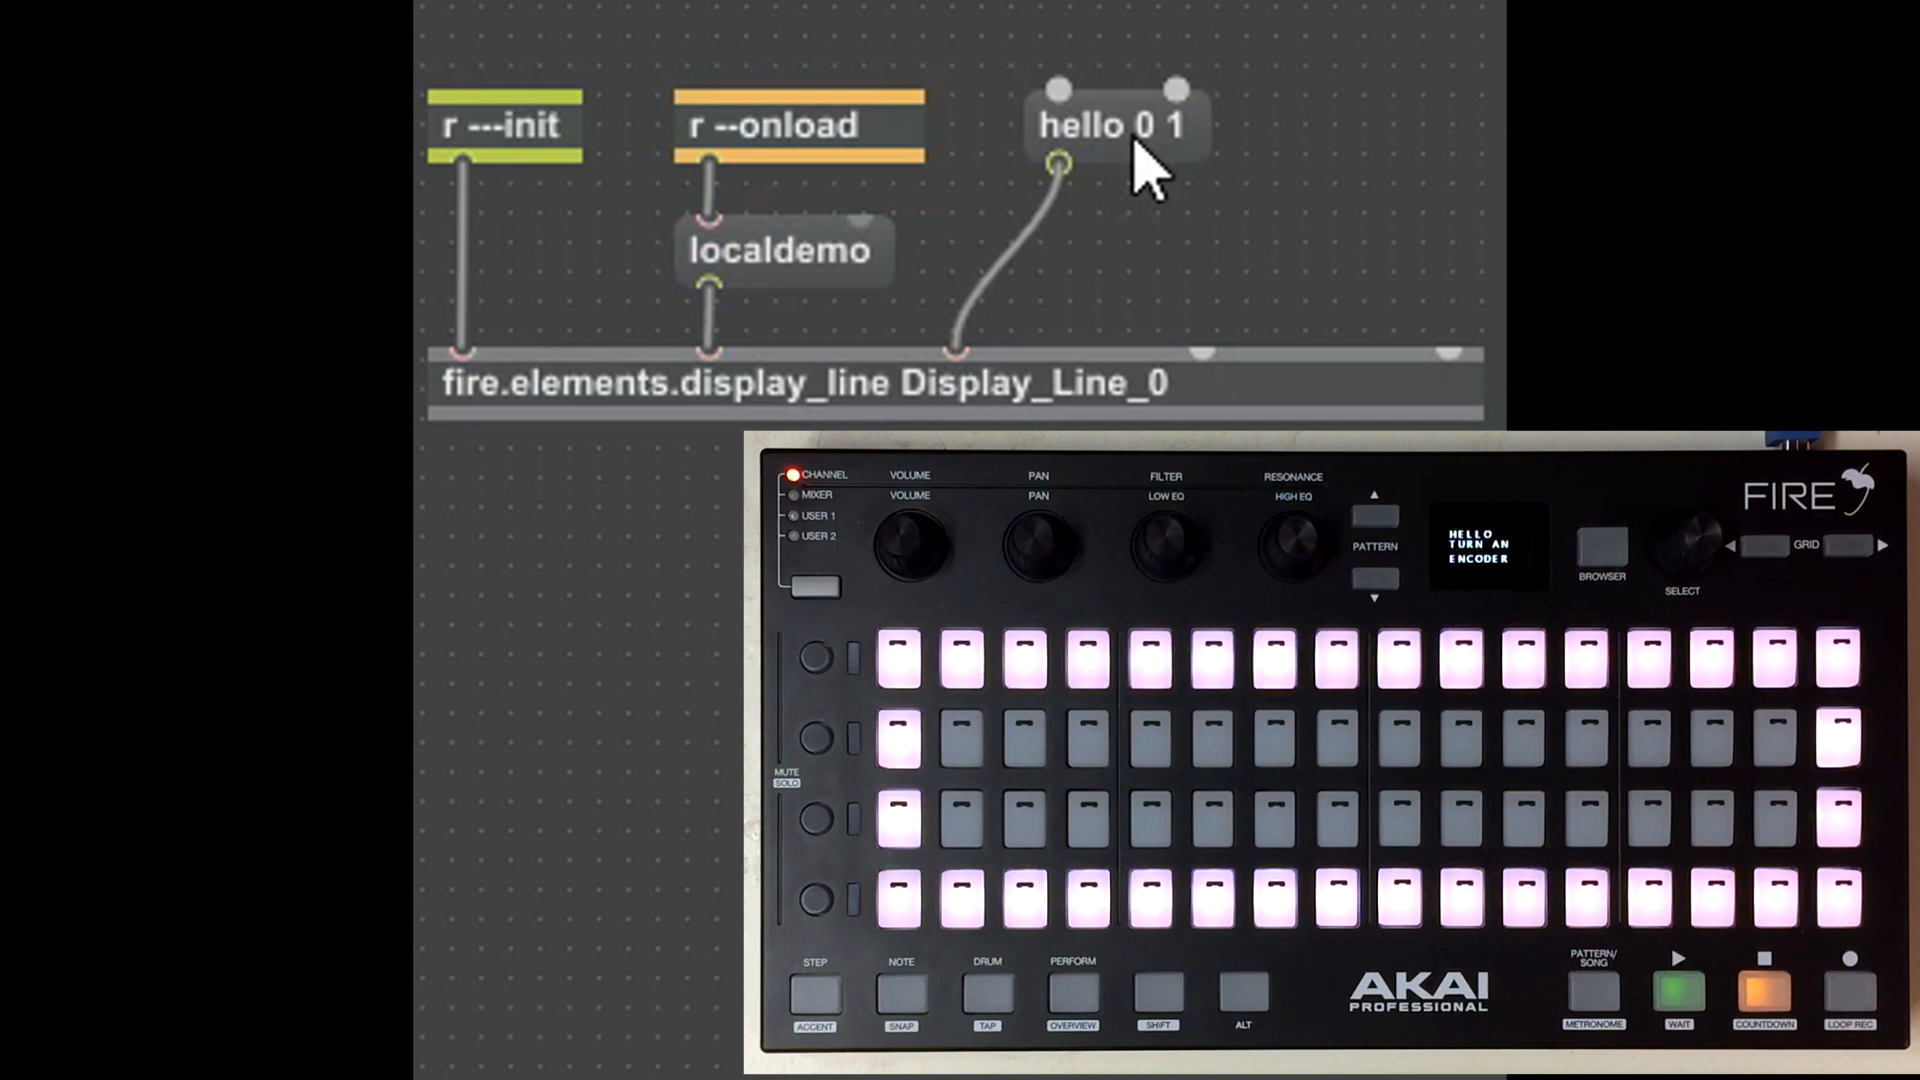 r ---init
r --onload
hello 0 1
localdemo
fire.elements.display_line Display_Line_0
CHANNEL
VOLUME
PAN
FILTER
RESONANCE
MIXER
VOLUME
PAN
LOW EQ
HIGH EQ
USER 1
USER 2
PATTERN
HELLO
TURN AN
ENCODER
BROWSER
SELECT
GRID
FIRE
MUTE
SOLO
STEP
NOTE
DRUM
PERFORM
ACCENT
SNAP
TAP
OVERVIEW
SHIFT
ALT
AKAI
PROFESSIONAL
PATTERN/
SONG
METRONOME
WAIT
COUNTDOWN
LOOP REC